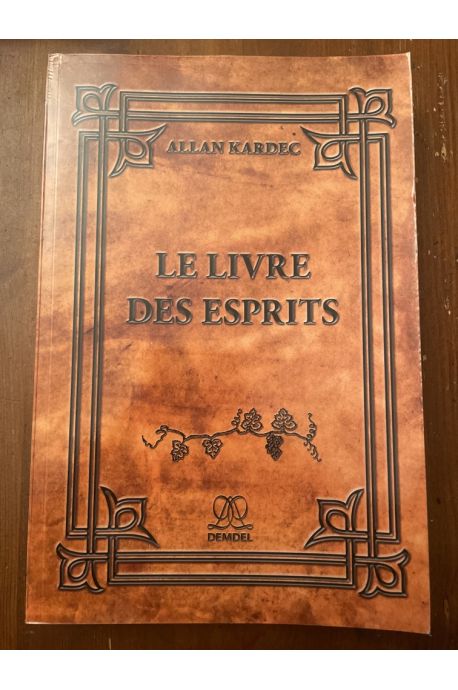 ALLAN KARDEC
LE LIVRE
DES ESPRITS
DEMDEL